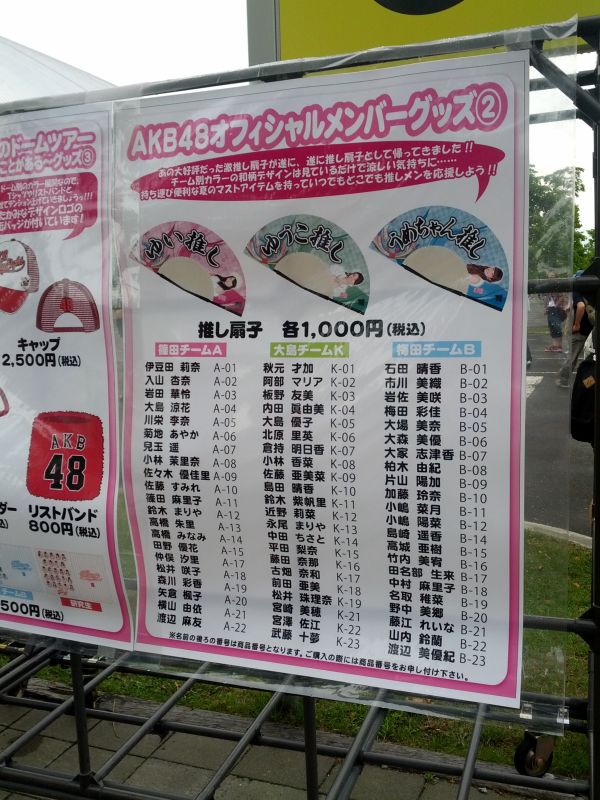 のドームツアー
ことがある〜グッズ③
キャップ
2,500円(税込)
AKB
48
リストバンド
800円(税込)
チームB
研究生
500円(税込)
AKB48オフィシャルメンバーグッズ②
あの大好評だった激推し扇子が遂に、遂に推し扇子として帰ってきました!!
チーム別カラーの和柄デザインは見ているだけで涼しい気持ちに……
持ち運び便利な夏のマストアイテムを持っていつでもどこでも推しメンを応援しよう!!
ゆい推し
ゆうこ推し
うめちゃん推し
推し扇子 各1,000円(税込)
篠田チームA
伊豆田 莉奈 A-01
入山 杏奈 A-02
岩田 華怜 A-03
大島 涼花 A-04
川栄 李奈 A-05
菊地 あやか A-06
兒玉 遥 A-07
小林 茉里奈 A-08
佐々木 優佳里 A-09
佐藤 すみれ A-10
篠田 麻里子 A-11
鈴木 まりや A-12
高橋 朱里 A-13
高橋 みなみ A-14
田野 優花 A-15
仲俣 汐里 A-17
松井 咲子 A-18
森川 彩香 A-19
矢倉 楓子 A-20
横山 由依 A-21
渡辺 麻友 A-22
大島チームK
秋元 才加 K-01
阿部 マリア K-02
板野 友美 K-03
内田 眞由美 K-04
大島 優子 K-05
北原 里英 K-06
倉持 明日香 K-07
小林 香菜 K-08
佐藤 亜美菜 K-09
島田 晴香 K-10
鈴木 紫帆里 K-11
近野 莉菜 K-12
永尾 まりや K-13
中田 ちさと K-14
平田 梨奈 K-15
藤田 奈那 K-16
古畑 奈和 K-17
前田 亜美 K-18
松井 珠理奈 K-19
宮崎 美穂 K-21
宮澤 佐江 K-22
武藤 十夢 K-23
梅田チームB
石田 晴香 B-01
市川 美織 B-02
岩佐 美咲 B-03
梅田 彩佳 B-04
大場 美奈 B-05
大森 美優 B-06
大家 志津香 B-07
柏木 由紀 B-08
片山 陽加 B-09
加藤 玲奈 B-10
小嶋 菜月 B-11
小嶋 陽菜 B-12
島崎 遥香 B-14
高城 亜樹 B-15
竹内 美宥 B-16
田名部 生来 B-17
中村 麻里子 B-18
名取 稚菜 B-19
野中 美郷 B-20
藤江 れいな B-21
山内 鈴蘭 B-22
渡辺 美優紀 B-23
※名前の後ろの番号は商品番号となります。ご購入の際には商品番号をお申し付け下さい。